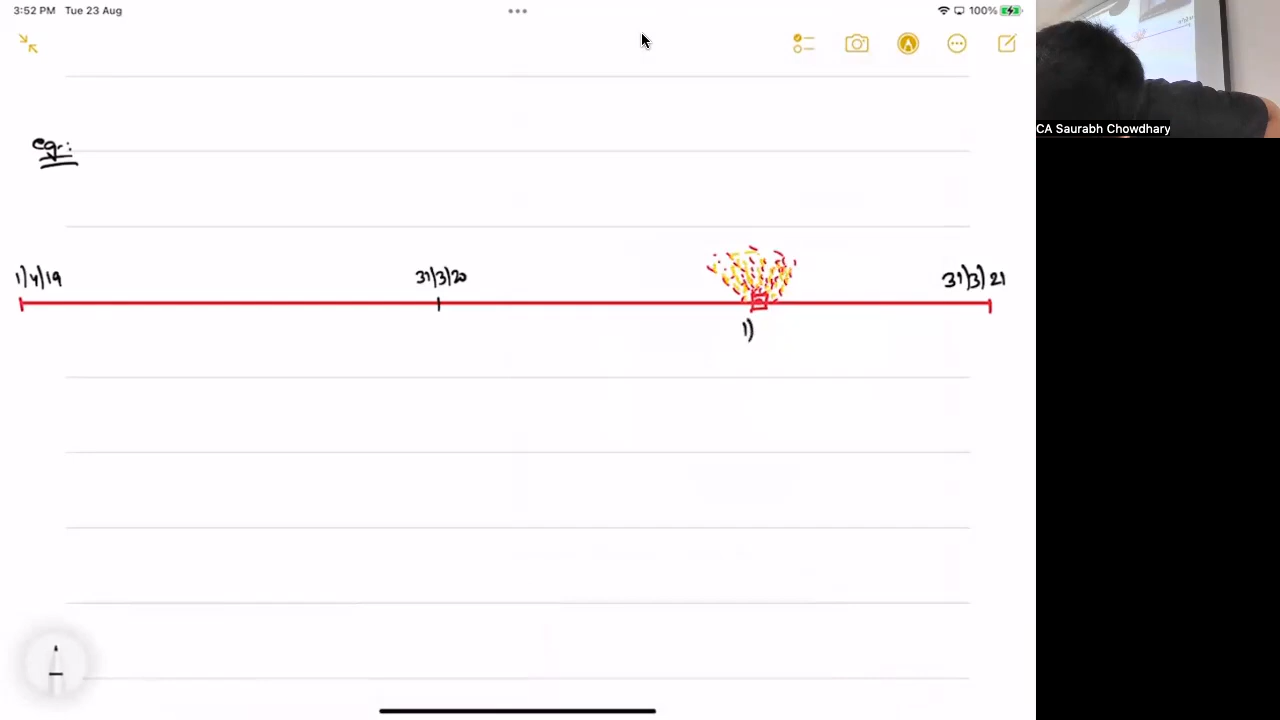 3:52 PM Tue 23 Aug
100%
CA Saurabh Chowdhary
eg:
1/4/19
31/3/20
31/3/21
1)